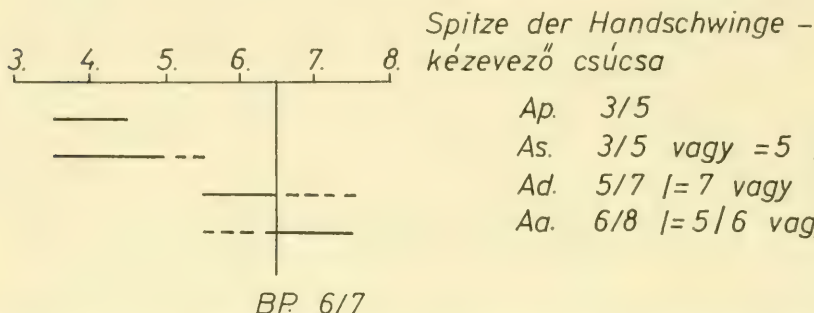 Spitze der Handschwinge –
3. 4. 5. 6. 7. 8. kézevező csúcsa
Ap. 3/5
As. 3/5 vagy =5
Ad. 5/7 /=7 vagy
Aa. 6/8 /=5/6
BP. 6/7